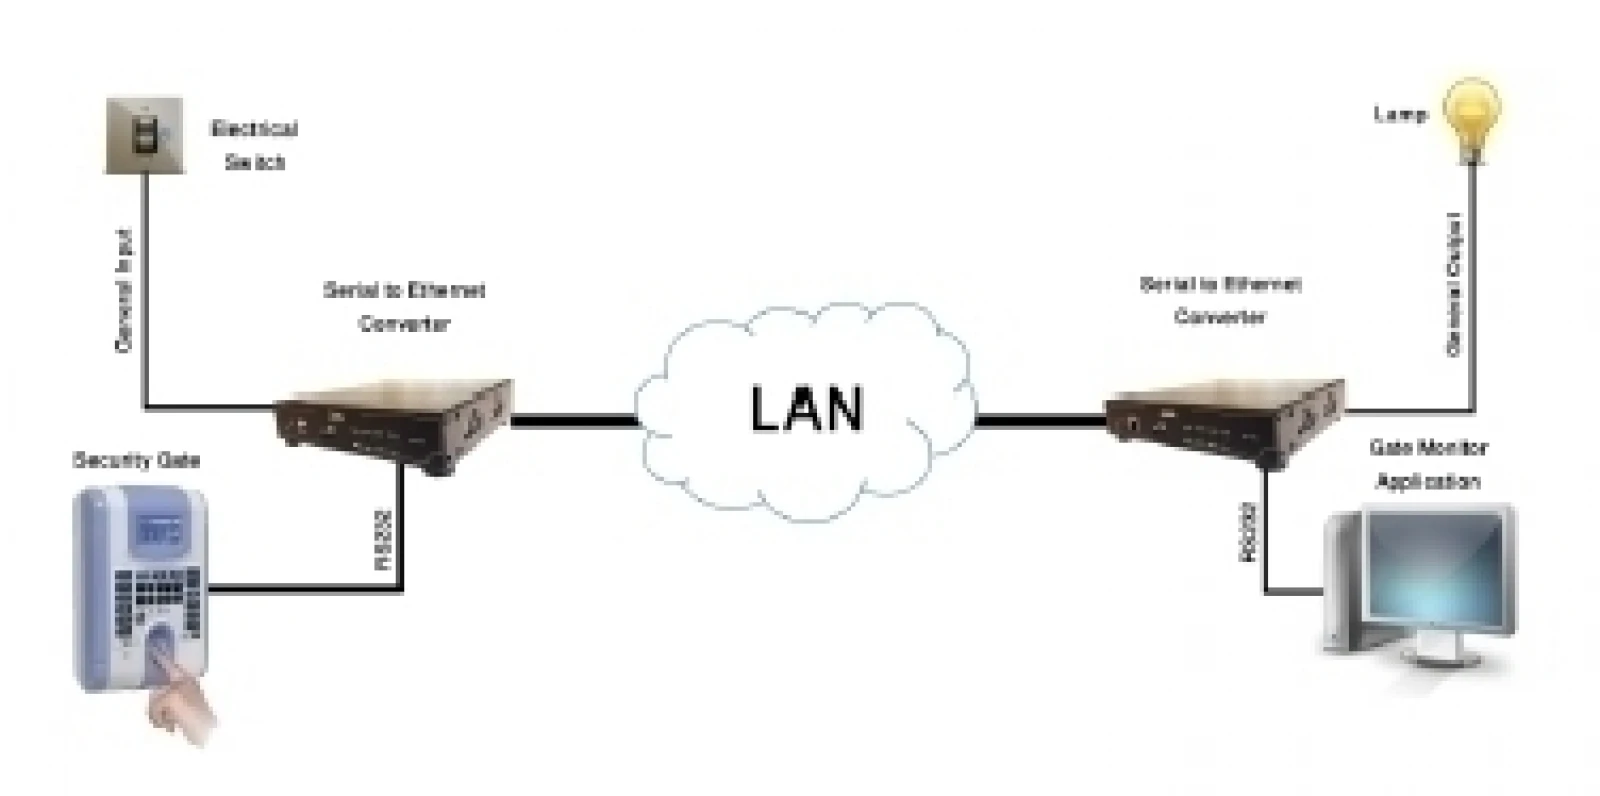 Electrical
Switch
Lamp
General Input
General Output
Serial to Ethernet
Converter
Serial to Ethernet
Converter
LAN
Security Gate
Gate Monitor
Application
RS232
RS232